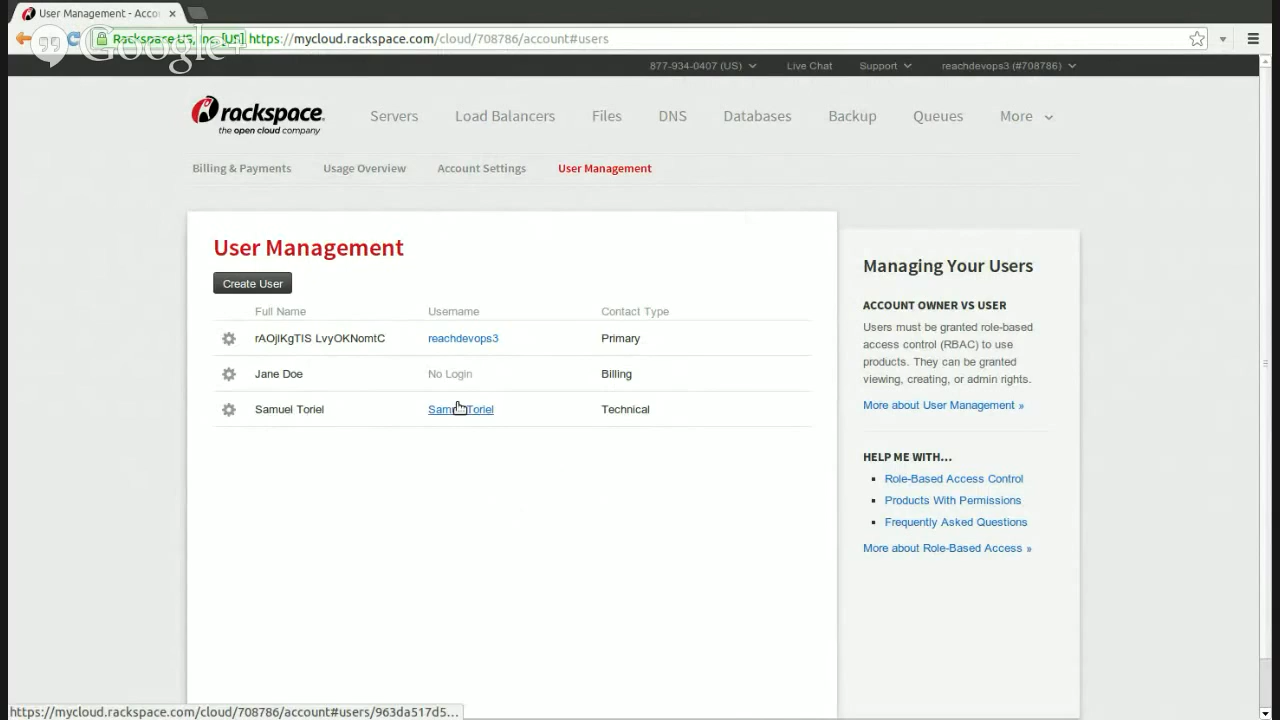 User Management - Acco
Google+
Rackspace US, Inc. [US] https://mycloud.rackspace.com/cloud/708786/account#users
877-934-0407 (US) Live Chat Support reachdevops3 (#708786)
rackspace.
the open cloud company
Servers Load Balancers Files DNS Databases Backup Queues More
Billing & Payments Usage Overview Account Settings User Management
User Management
Create User
Full Name Username Contact Type
rAOjlKgTIS LvyOKNomtC reachdevops3 Primary
Jane Doe No Login Billing
Samuel Toriel Toriel Technical
Managing Your Users
ACCOUNT OWNER VS USER
Users must be granted role-based
access control (RBAC) to use
products. They can be granted
viewing, creating, or admin rights.
More about User Management »
HELP ME WITH...
Role-Based Access Control
Products With Permissions
Frequently Asked Questions
More about Role-Based Access »
https://mycloud.rackspace.com/cloud/708786/account#users/963da517d5...